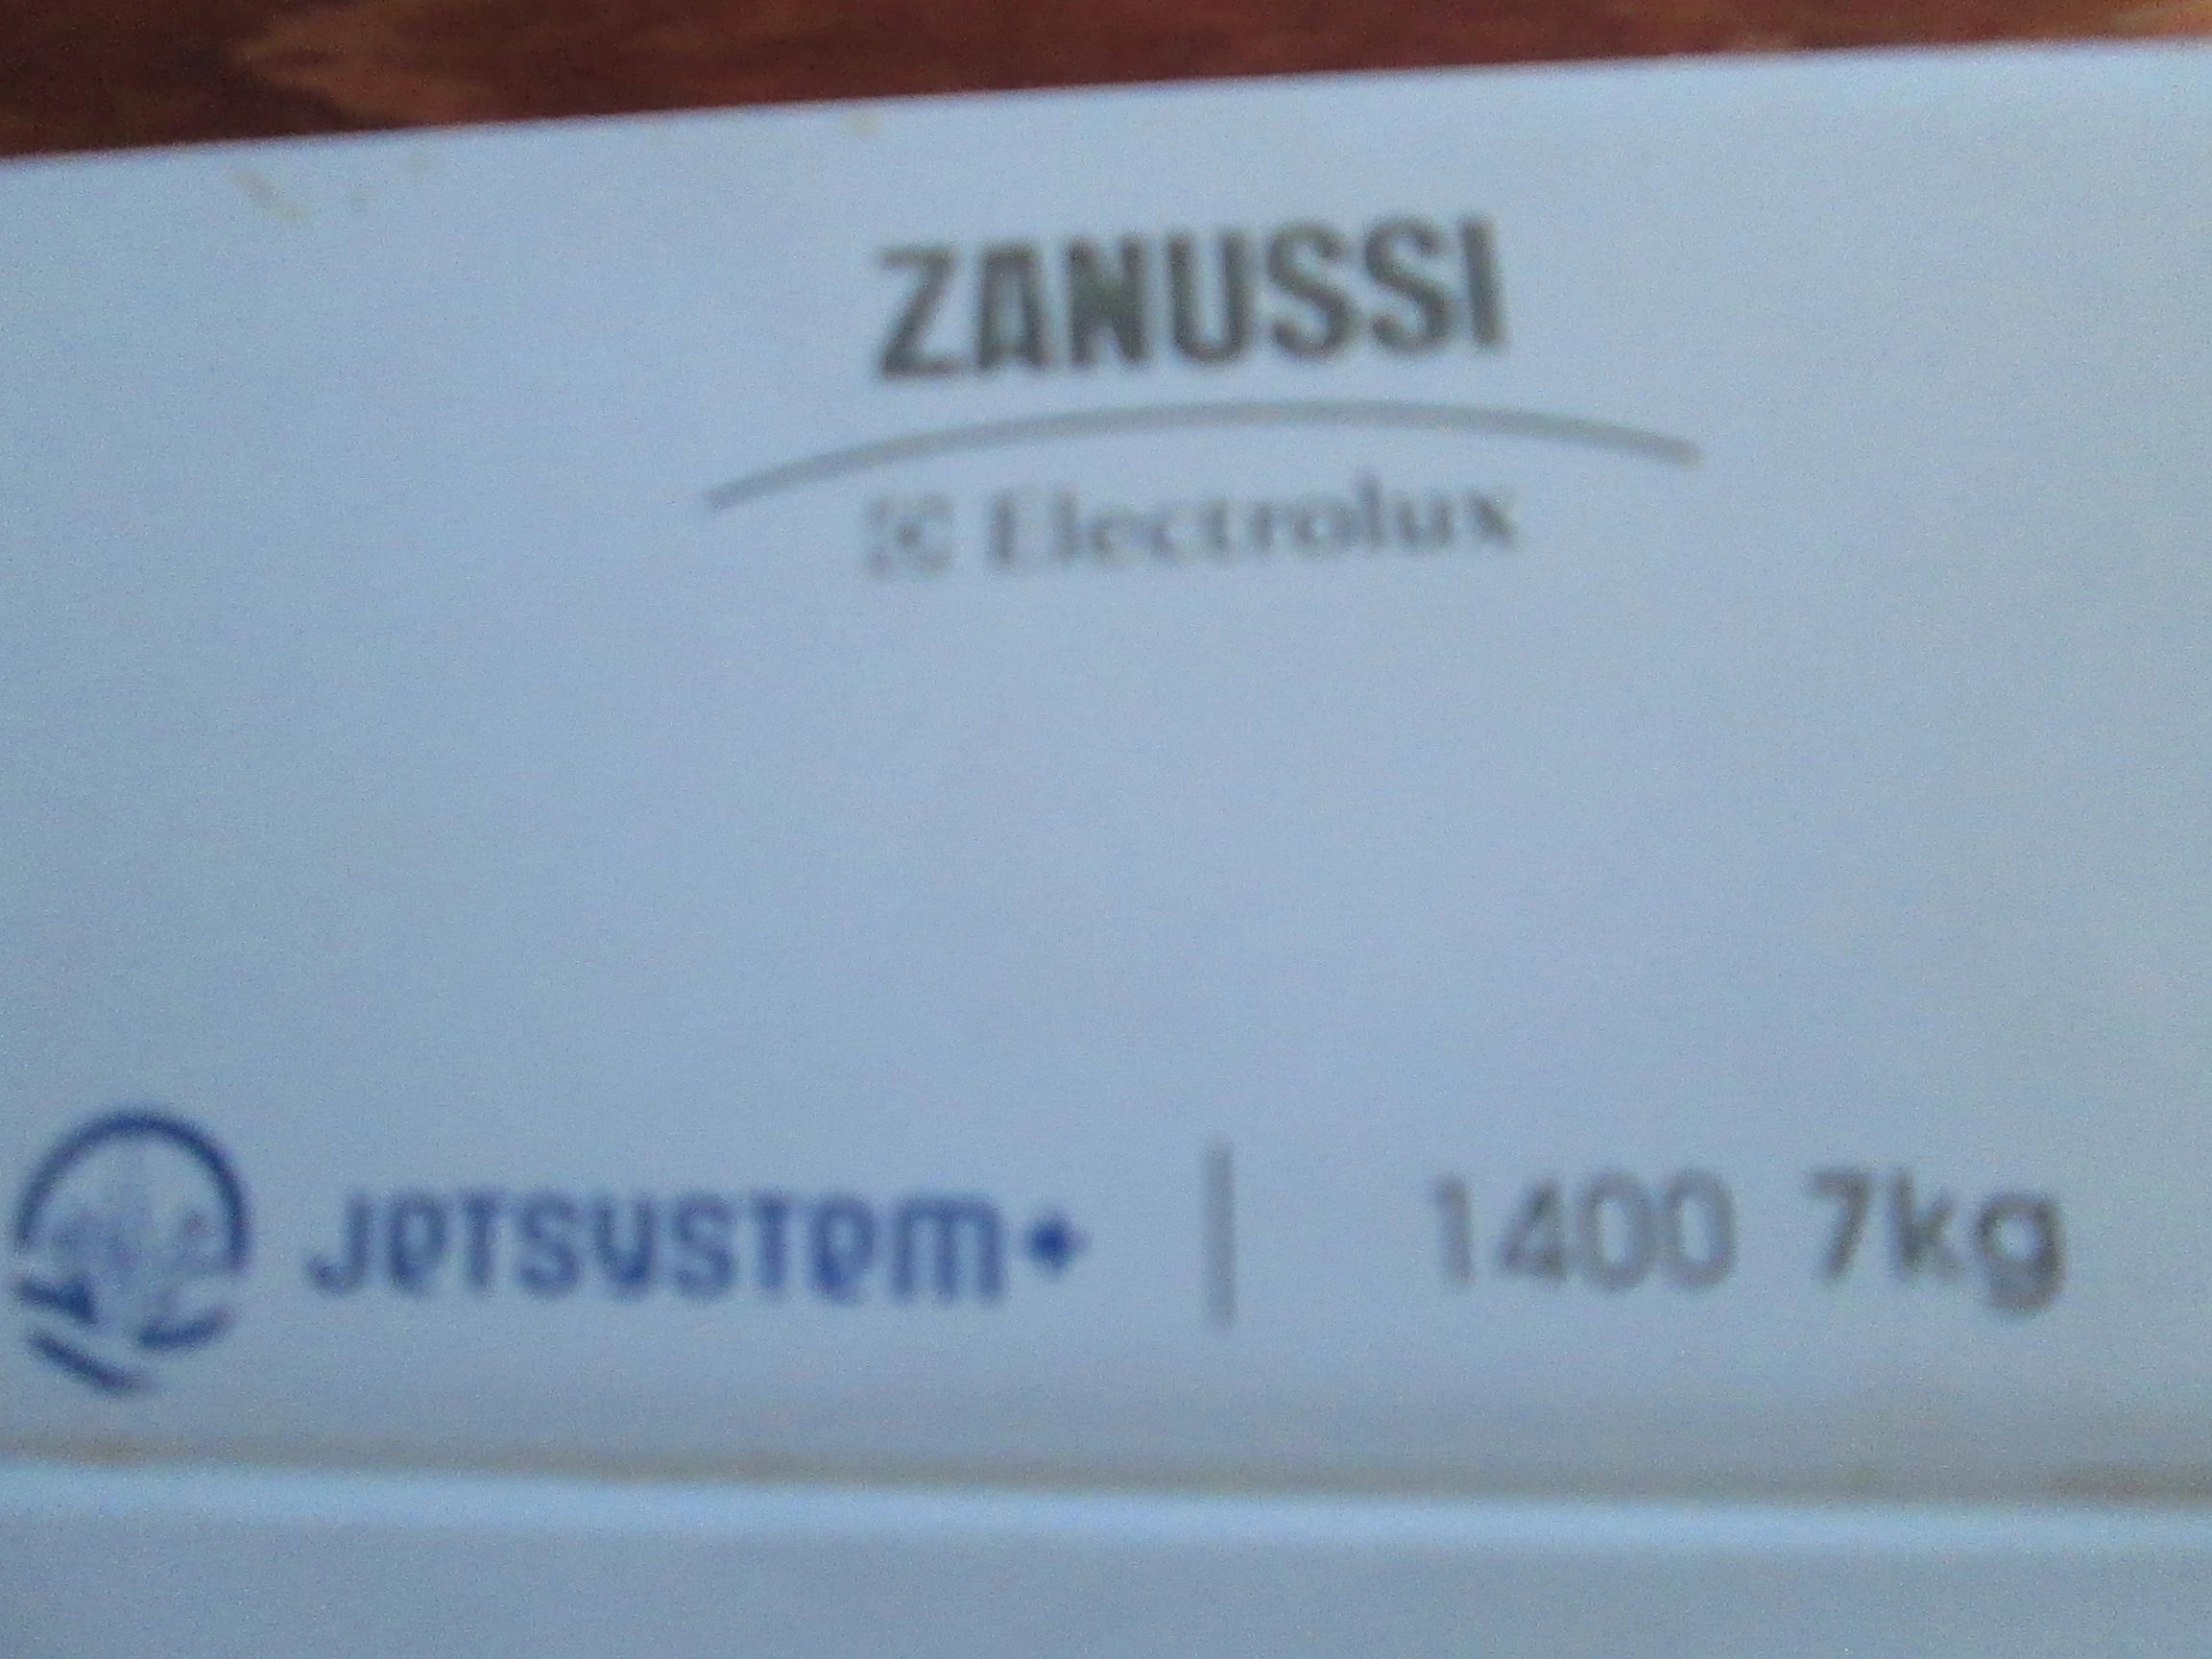 ZANUSSI
Electrolux
JETSYSTEM+ | 1400 7kg